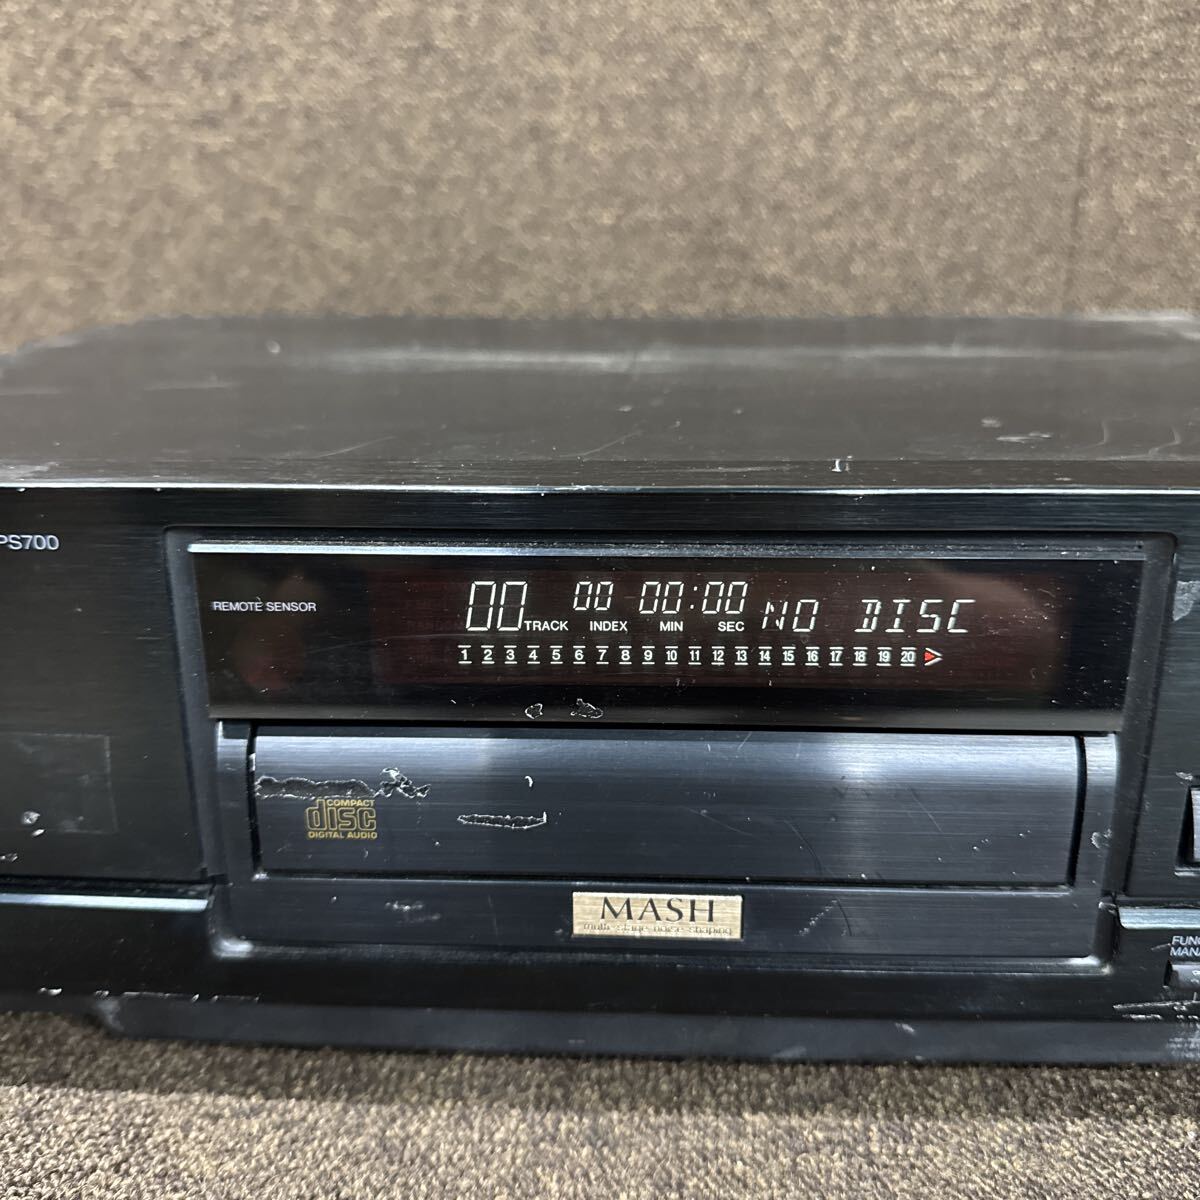 PS700
REMOTE SENSOR
00 TRACK 00 INDEX 00:00 MIN SEC NO DISC
1 2 3 4 5 6 7 8 9 10 11 12 13 14 15 16 17 18 19 20
COMPACT
disc
DIGITAL AUDIO
MASH
multi-stage noise shaping